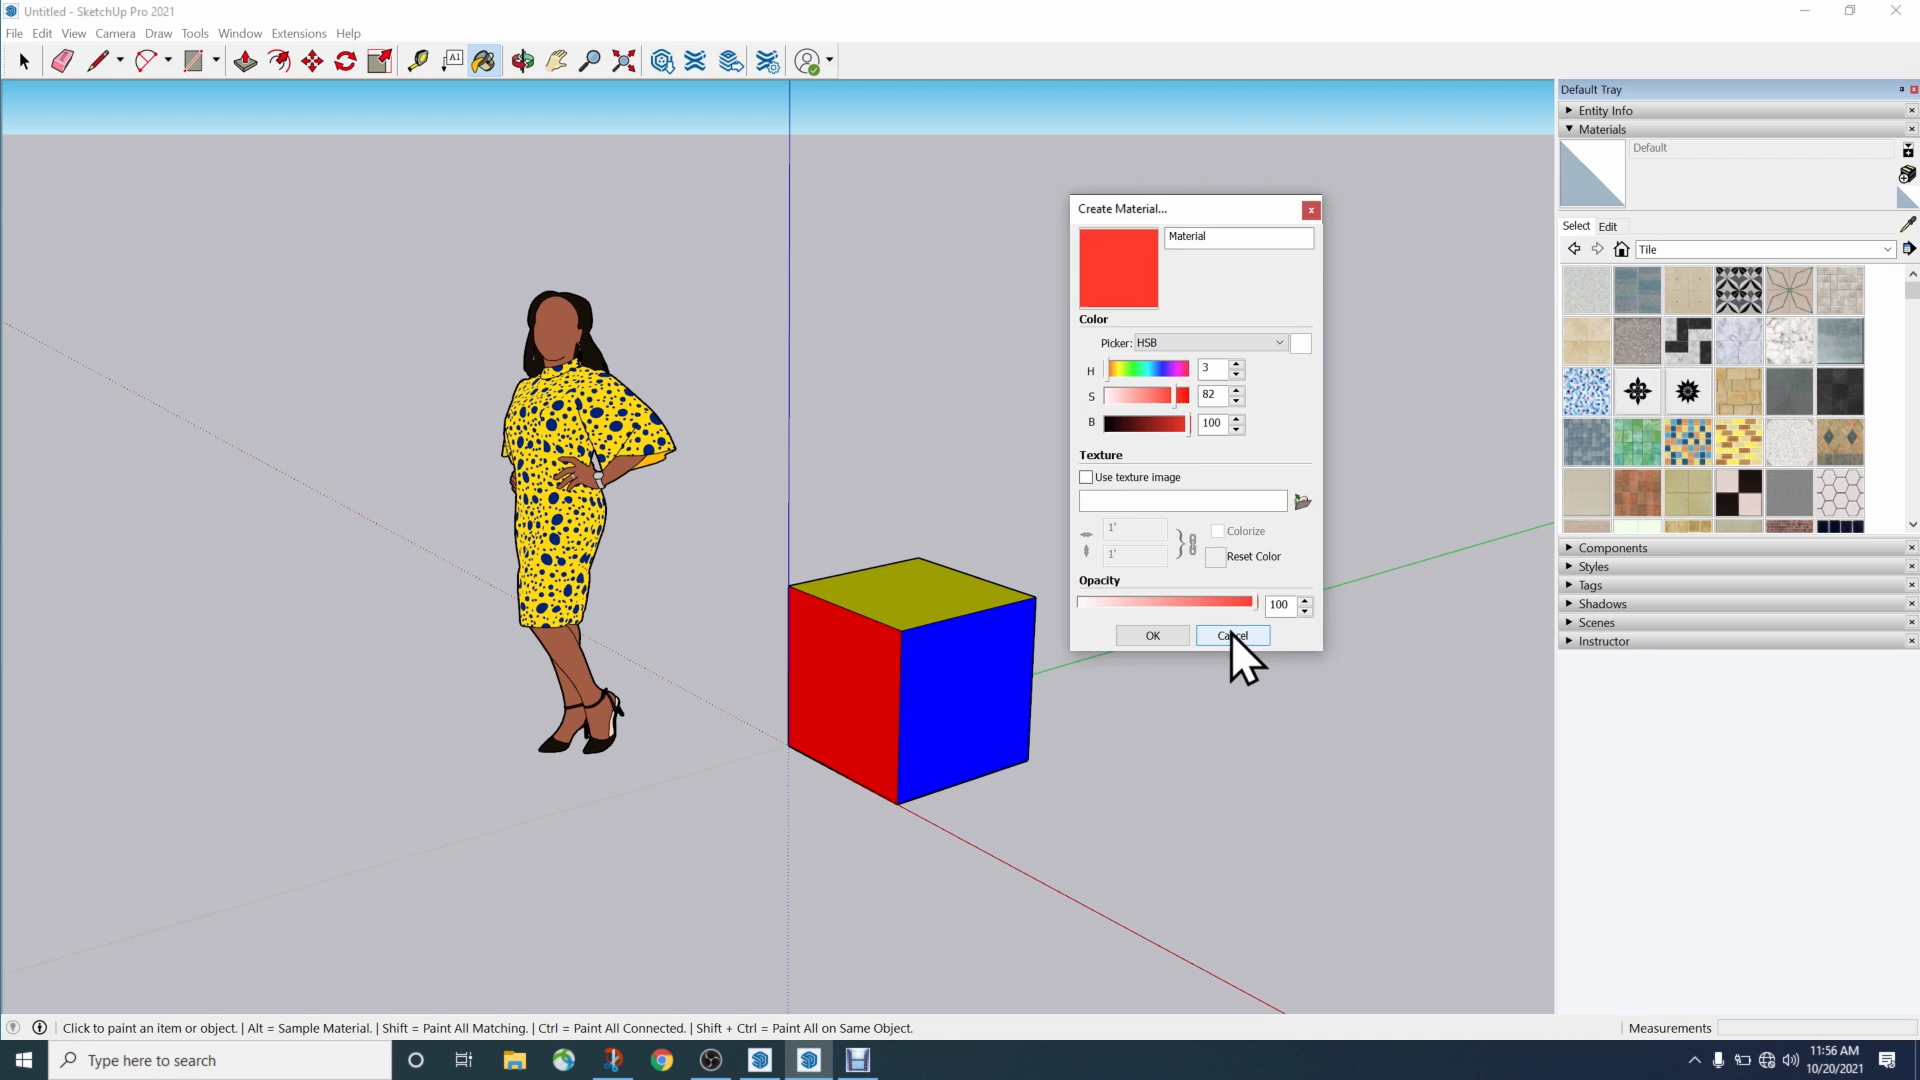 Untitled - SketchUp Pro 2021
File Edit View Camera Draw Tools Window Extensions Help
A1
Default Tray
Entity Info
Materials
Default
Select Edit
Tile
Components
Styles
Tags
Shadows
Scenes
Instructor
Create Material...
Material
Color
Picker: HSB
H 3
S 82
B 100
Texture
Use texture image
1' Colorize
1' Reset Color
Opacity
100
OK Cancel
Click to paint an item or object. | Alt = Sample Material. | Shift = Paint All Matching. | Ctrl = Paint All Connected. | Shift + Ctrl = Paint All on Same Object.
Measurements
Type here to search
11:56 AM
10/20/2021